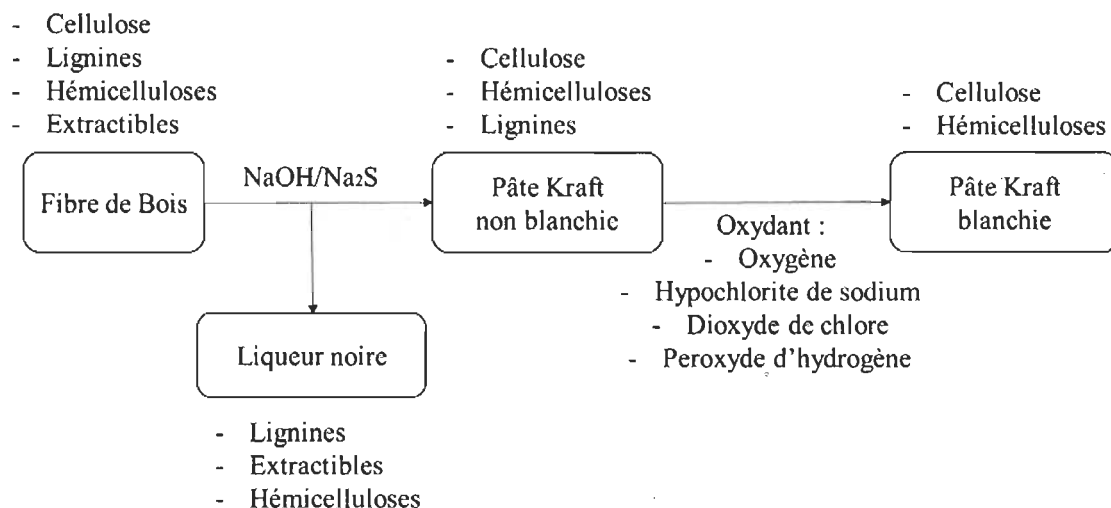 - Cellulose
- Lignines
- Hémicelluloses
- Extractibles
Fibre de Bois
NaOH/Na₂S
- Cellulose
- Hémicelluloses
- Lignines
Pâte Kraft
non blanchie
Oxydant :
- Oxygène
- Hypochlorite de sodium
- Dioxyde de chlore
- Peroxyde d’hydrogène
- Cellulose
- Hémicelluloses
Pâte Kraft
blanchie
Liqueur noire
- Lignines
- Extractibles
- Hémicelluloses